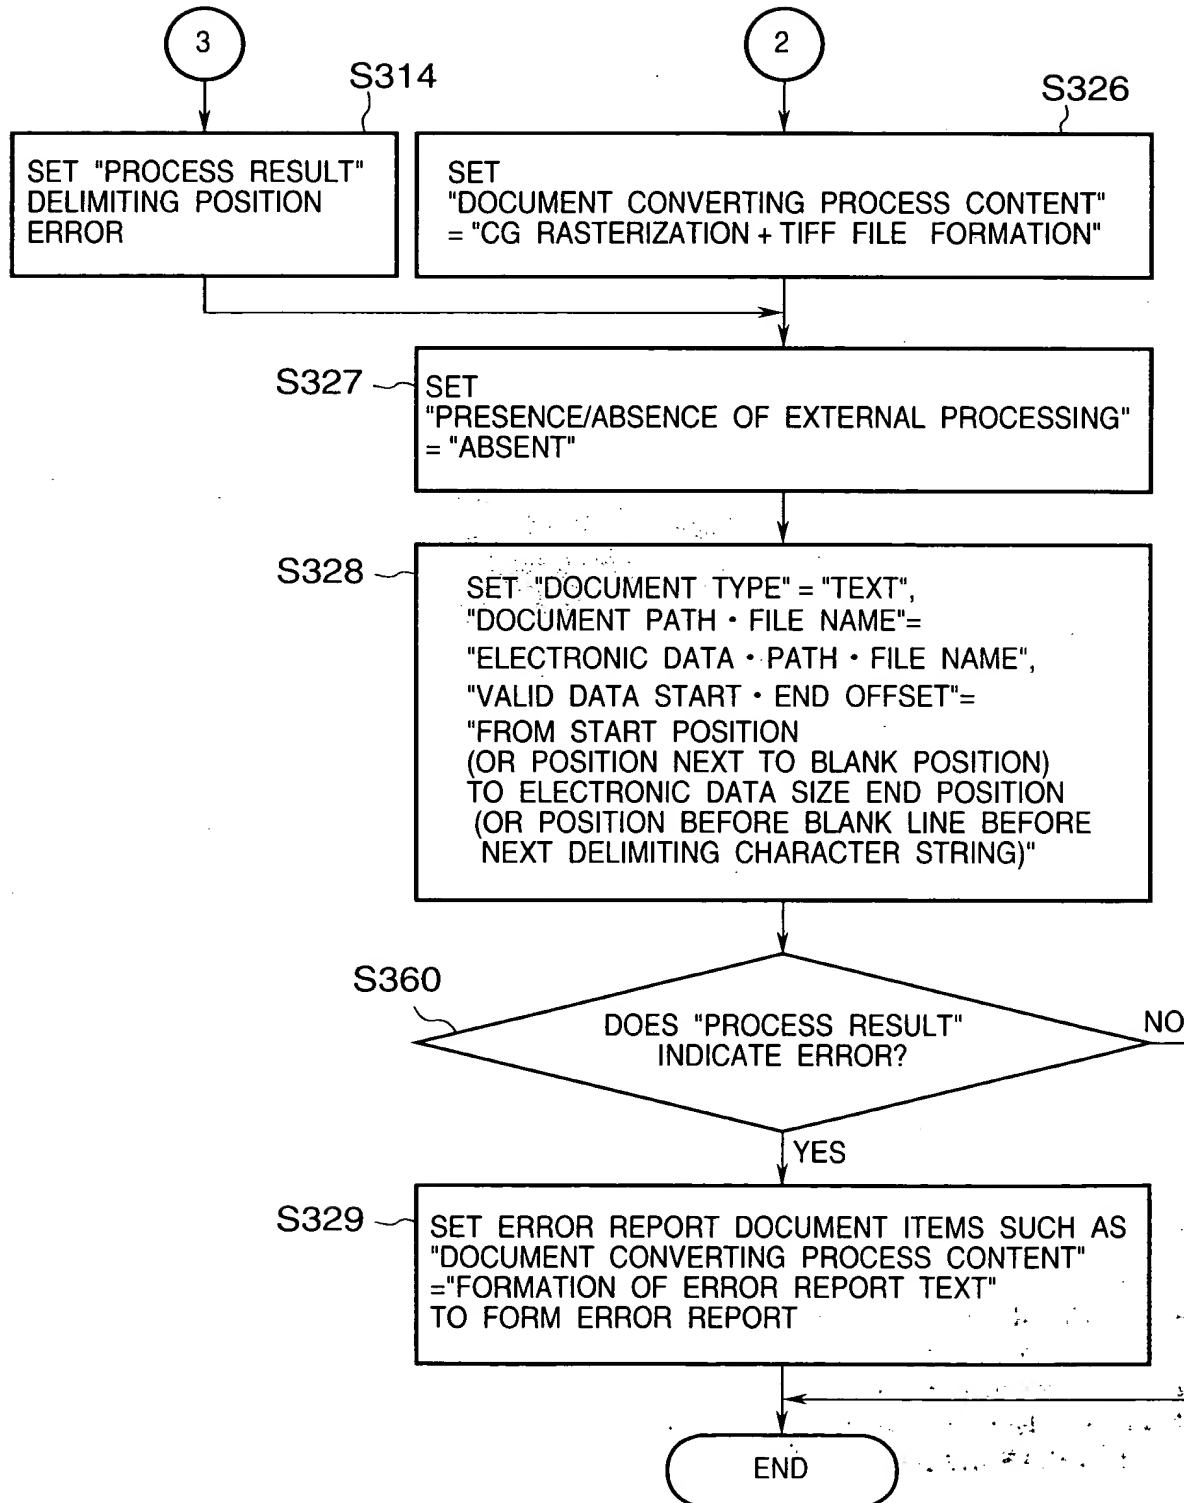 3
2
S314
S326
SET "PROCESS RESULT"
DELIMITING POSITION
ERROR
SET
"DOCUMENT CONVERTING PROCESS CONTENT"
= "CG RASTERIZATION + TIFF FILE FORMATION"
S327
SET
"PRESENCE/ABSENCE OF EXTERNAL PROCESSING"
= "ABSENT"
S328
SET "DOCUMENT TYPE" = "TEXT",
"DOCUMENT PATH · FILE NAME"=
"ELECTRONIC DATA · PATH · FILE NAME",
"VALID DATA START · END OFFSET"=
"FROM START POSITION
(OR POSITION NEXT TO BLANK POSITION)
TO ELECTRONIC DATA SIZE END POSITION
(OR POSITION BEFORE BLANK LINE BEFORE
NEXT DELIMITING CHARACTER STRING)"
S360
DOES "PROCESS RESULT"
INDICATE ERROR?
NO
YES
S329
SET ERROR REPORT DOCUMENT ITEMS SUCH AS
"DOCUMENT CONVERTING PROCESS CONTENT"
="FORMATION OF ERROR REPORT TEXT"
TO FORM ERROR REPORT
END